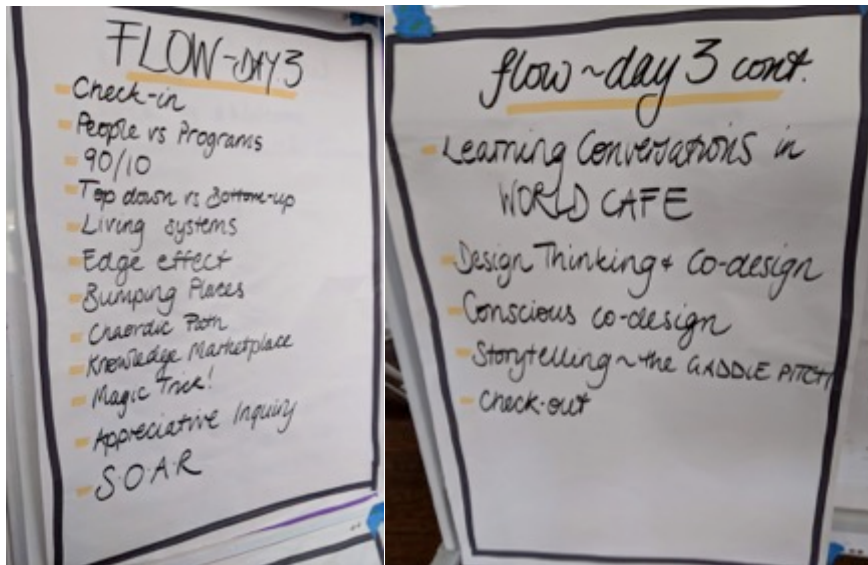 FLOW~DAY 3
Check-in
People vs Programs
90/10
Top down vs Bottom-up
Living systems
Edge effect
Bumping Places
Chaordic Path
Knowledge Marketplace
Magic Trick!
Appreciative Inquiry
S.O.A.R
flow~day 3 cont.
Learning Conversations in
WORLD CAFE
Design Thinking + Co-design
Conscious co-design
Storytelling~the GADDIE PITCH
Check-out